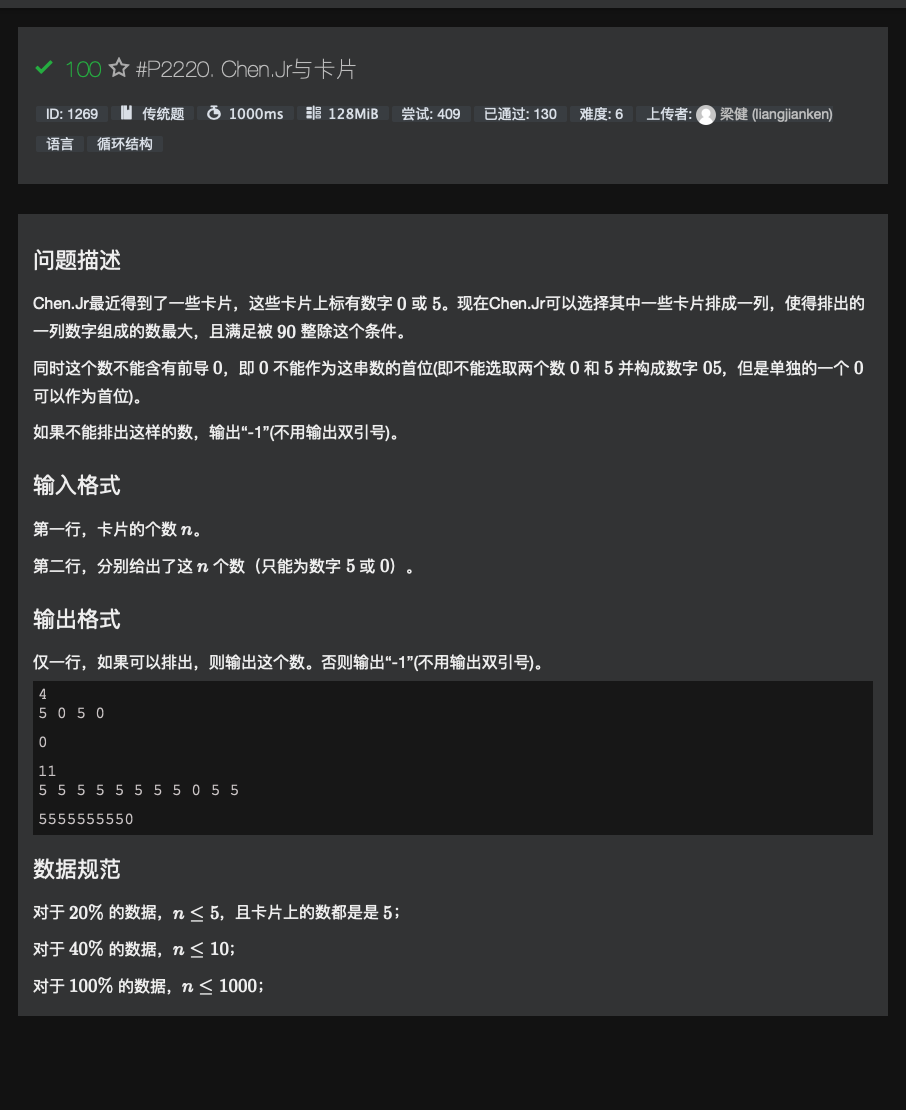 100 #P2220. Chen.Jr与卡片
ID: 1269 传统题 1000ms 128MiB 尝试: 409 已通过: 130 难度: 6 上传者: 梁健 (liangjianken)
语言 循环结构
问题描述
Chen.Jr最近得到了一些卡片，这些卡片上标有数字 0 或 5。现在Chen.Jr可以选择其中一些卡片排成一列，使得排出的
一列数字组成的数最大，且满足被 90 整除这个条件。
同时这个数不能含有前导 0，即 0 不能作为这串数的首位(即不能选取两个数 0 和 5 并构成数字 05，但是单独的一个 0
可以作为首位)。
如果不能排出这样的数，输出“-1”(不用输出双引号)。
输入格式
第一行，卡片的个数 n。
第二行，分别给出了这 n 个数（只能为数字 5 或 0）。
输出格式
仅一行，如果可以排出，则输出这个数。否则输出“-1”(不用输出双引号)。
4
5 0 5 0
0
11
5 5 5 5 5 5 5 5 0 5 5
5555555550
数据规范
对于 20% 的数据，n ≤ 5，且卡片上的数都是是 5；
对于 40% 的数据，n ≤ 10；
对于 100% 的数据，n ≤ 1000；